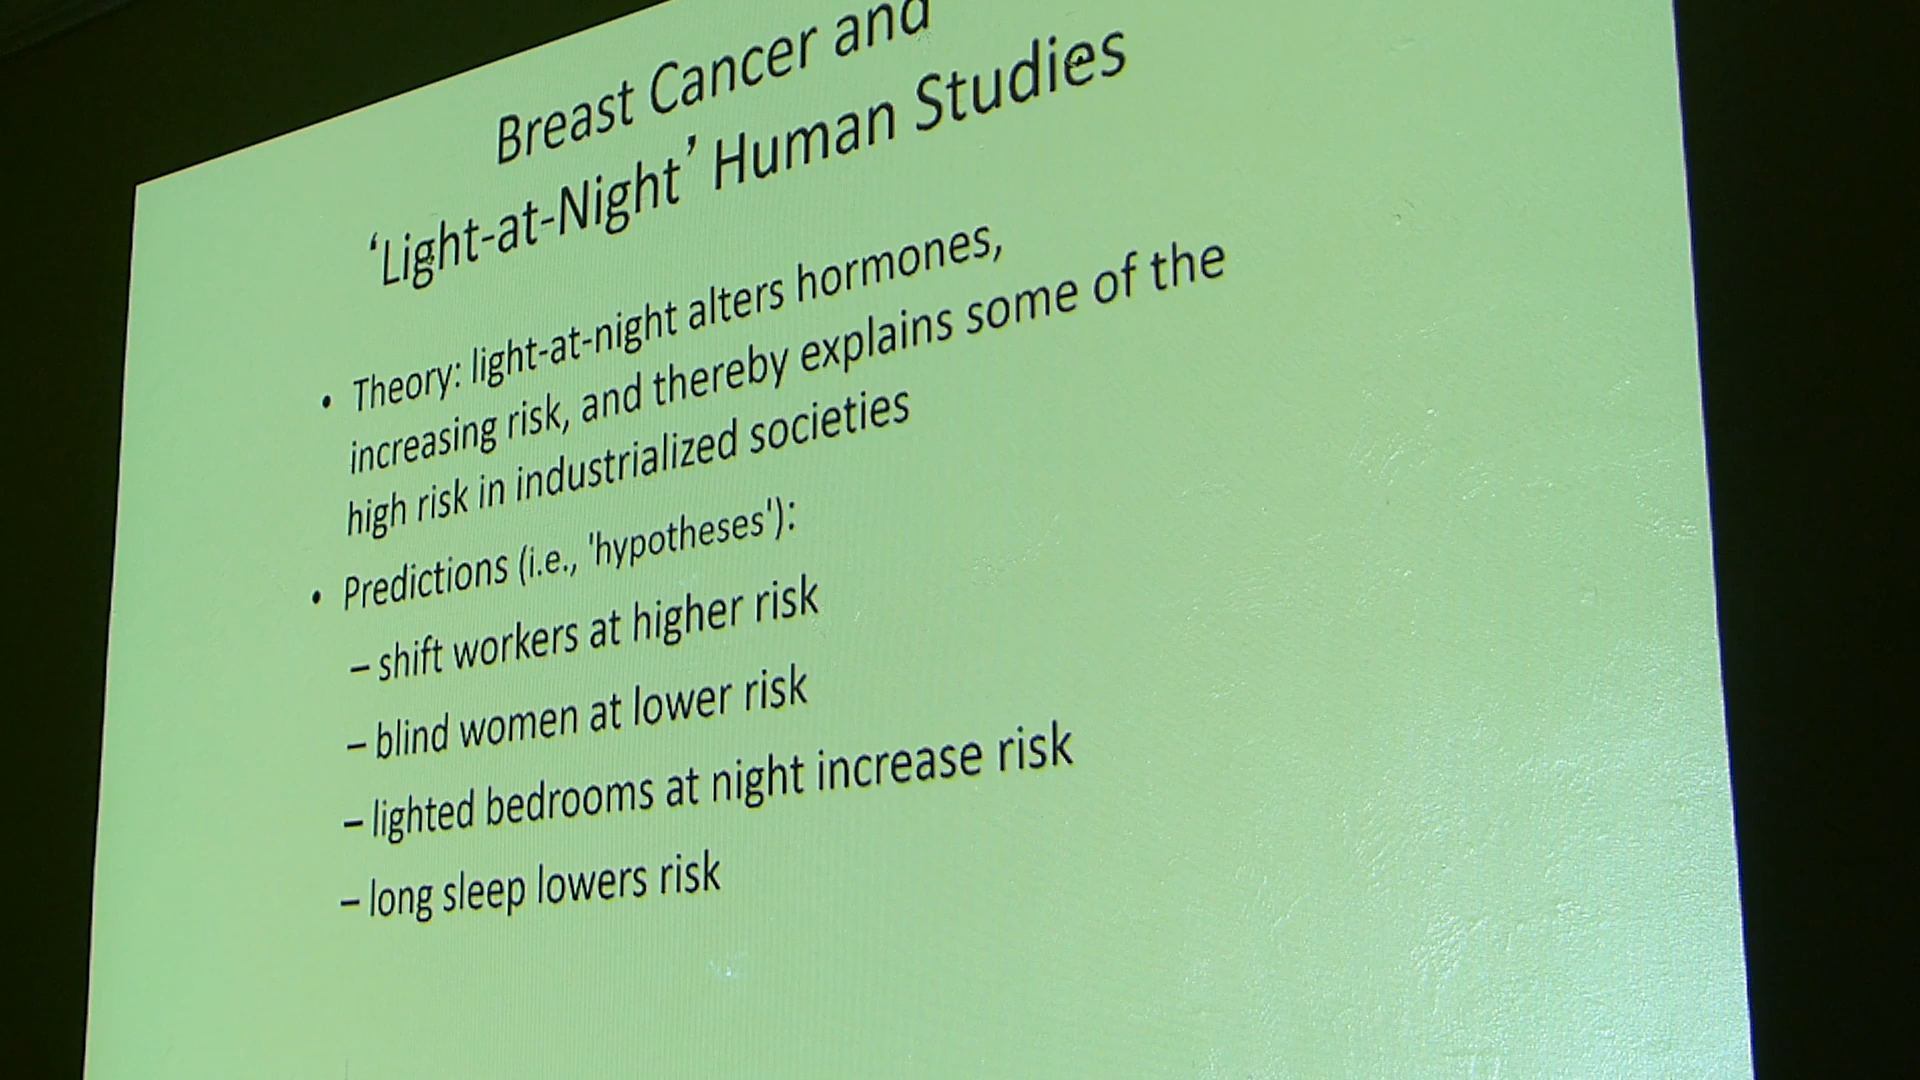 Breast Cancer and
‘Light-at-Night’ Human Studies
• Theory: light-at-night alters hormones,
increasing risk, and thereby explains some of the
high risk in industrialized societies
• Predictions (i.e., 'hypotheses'):
– shift workers at higher risk
– blind women at lower risk
– lighted bedrooms at night increase risk
– long sleep lowers risk